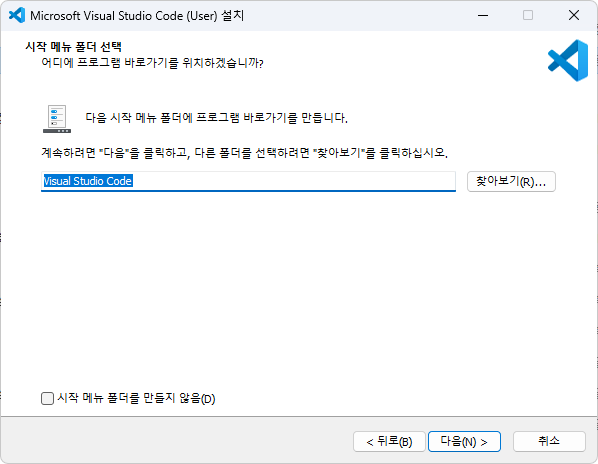 Microsoft Visual Studio Code (User) 설치
시작 메뉴 폴더 선택
어디에 프로그램 바로가기를 위치하겠습니까?
다음 시작 메뉴 폴더에 프로그램 바로가기를 만듭니다.
계속하려면 "다음"을 클릭하고, 다른 폴더를 선택하려면 "찾아보기"를 클릭하십시오.
Visual Studio Code
찾아보기(R)...
시작 메뉴 폴더를 만들지 않음(D)
< 뒤로(B)
다음(N) >
취소